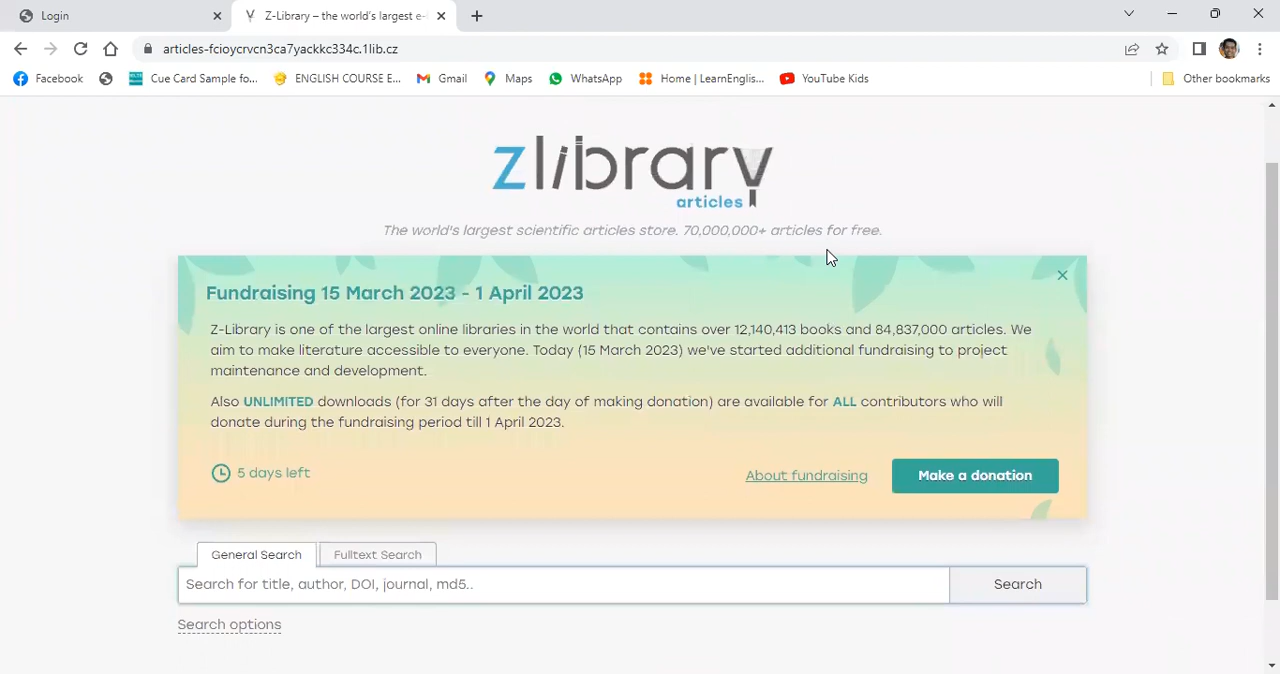 Login
Z-Library – the world's largest e-
articles-fcioycrvcn3ca7yackkc334c.1lib.cz
Facebook
Cue Card Sample fo...
ENGLISH COURSE E...
Gmail
Maps
WhatsApp
Home | LearnEnglis...
YouTube Kids
Other bookmarks
zlibrary
articles
The world's largest scientific articles store. 70,000,000+ articles for free.
Fundraising 15 March 2023 - 1 April 2023
Z-Library is one of the largest online libraries in the world that contains over 12,140,413 books and 84,837,000 articles. We
aim to make literature accessible to everyone. Today (15 March 2023) we've started additional fundraising to project
maintenance and development.
Also UNLIMITED downloads (for 31 days after the day of making donation) are available for ALL contributors who will
donate during the fundraising period till 1 April 2023.
5 days left
About fundraising
Make a donation
General Search
Fulltext Search
Search for title, author, DOI, journal, md5..
Search
Search options